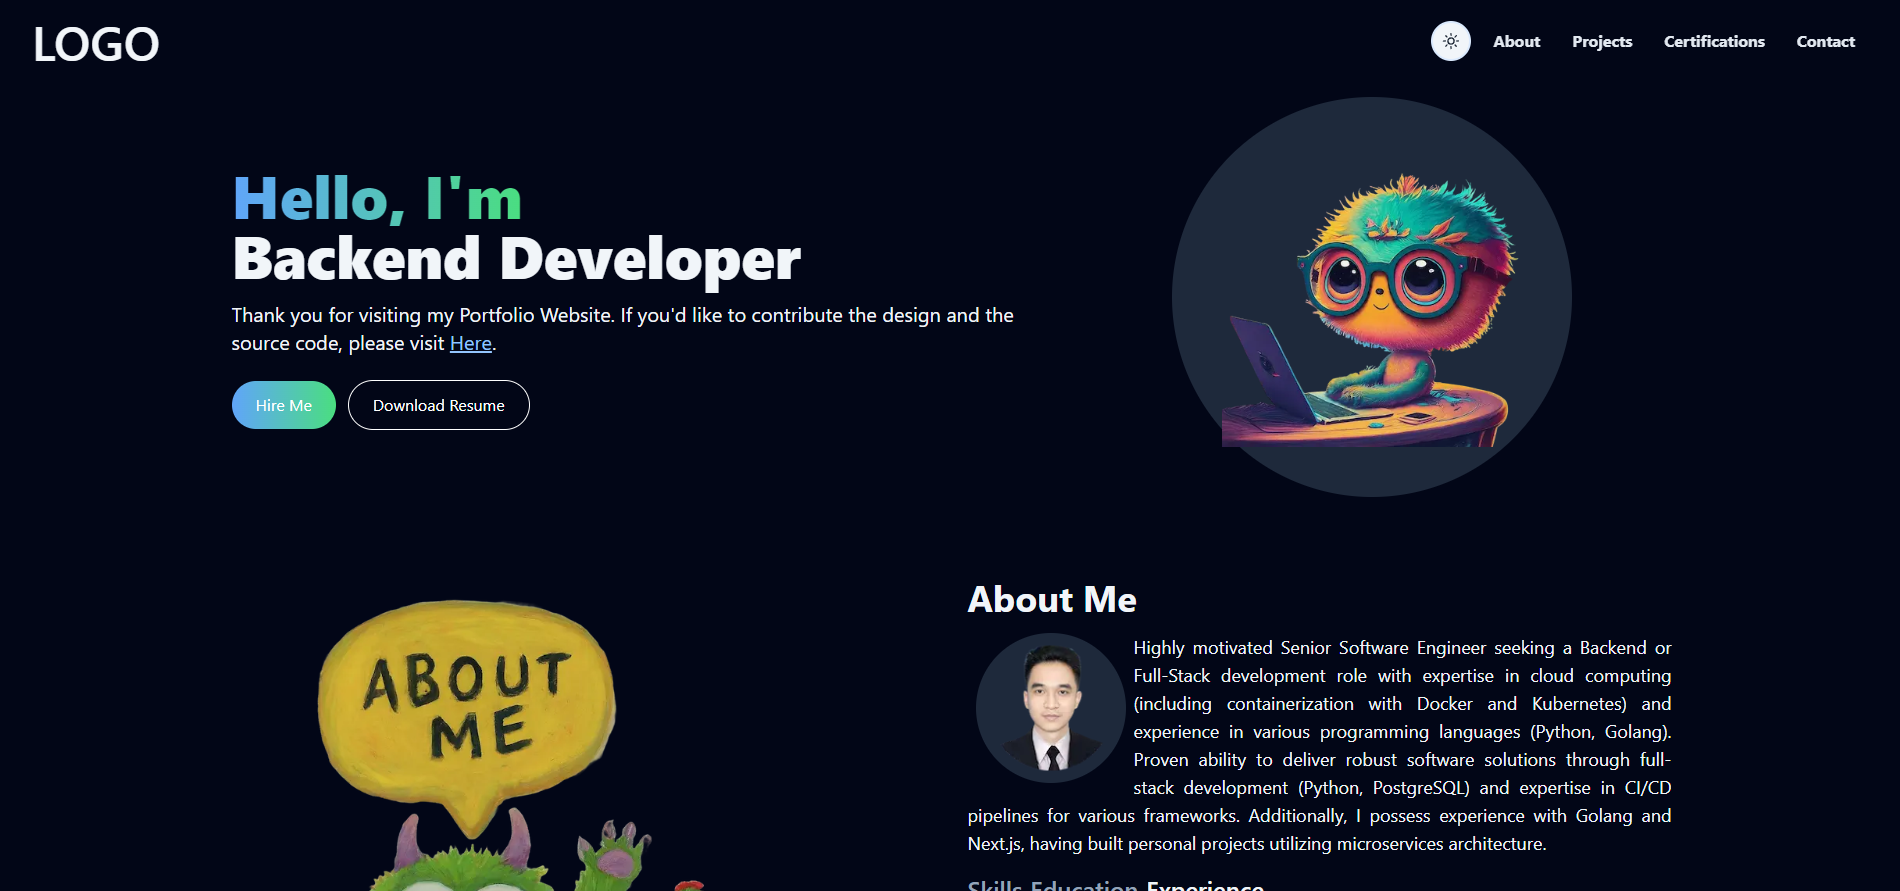 LOGO
About Projects Certifications Contact
Hello, I'm
Backend Developer
Thank you for visiting my Portfolio Website. If you'd like to contribute the design and the
source code, please visit Here.
Hire Me Download Resume
ABOUT
ME
About Me
Highly motivated Senior Software Engineer seeking a Backend or
Full-Stack development role with expertise in cloud computing
(including containerization with Docker and Kubernetes) and
experience in various programming languages (Python, Golang).
Proven ability to deliver robust software solutions through full-
stack development (Python, PostgreSQL) and expertise in CI/CD
pipelines for various frameworks. Additionally, I possess experience with Golang and
Next.js, having built personal projects utilizing microservices architecture.
Skills Education Experience